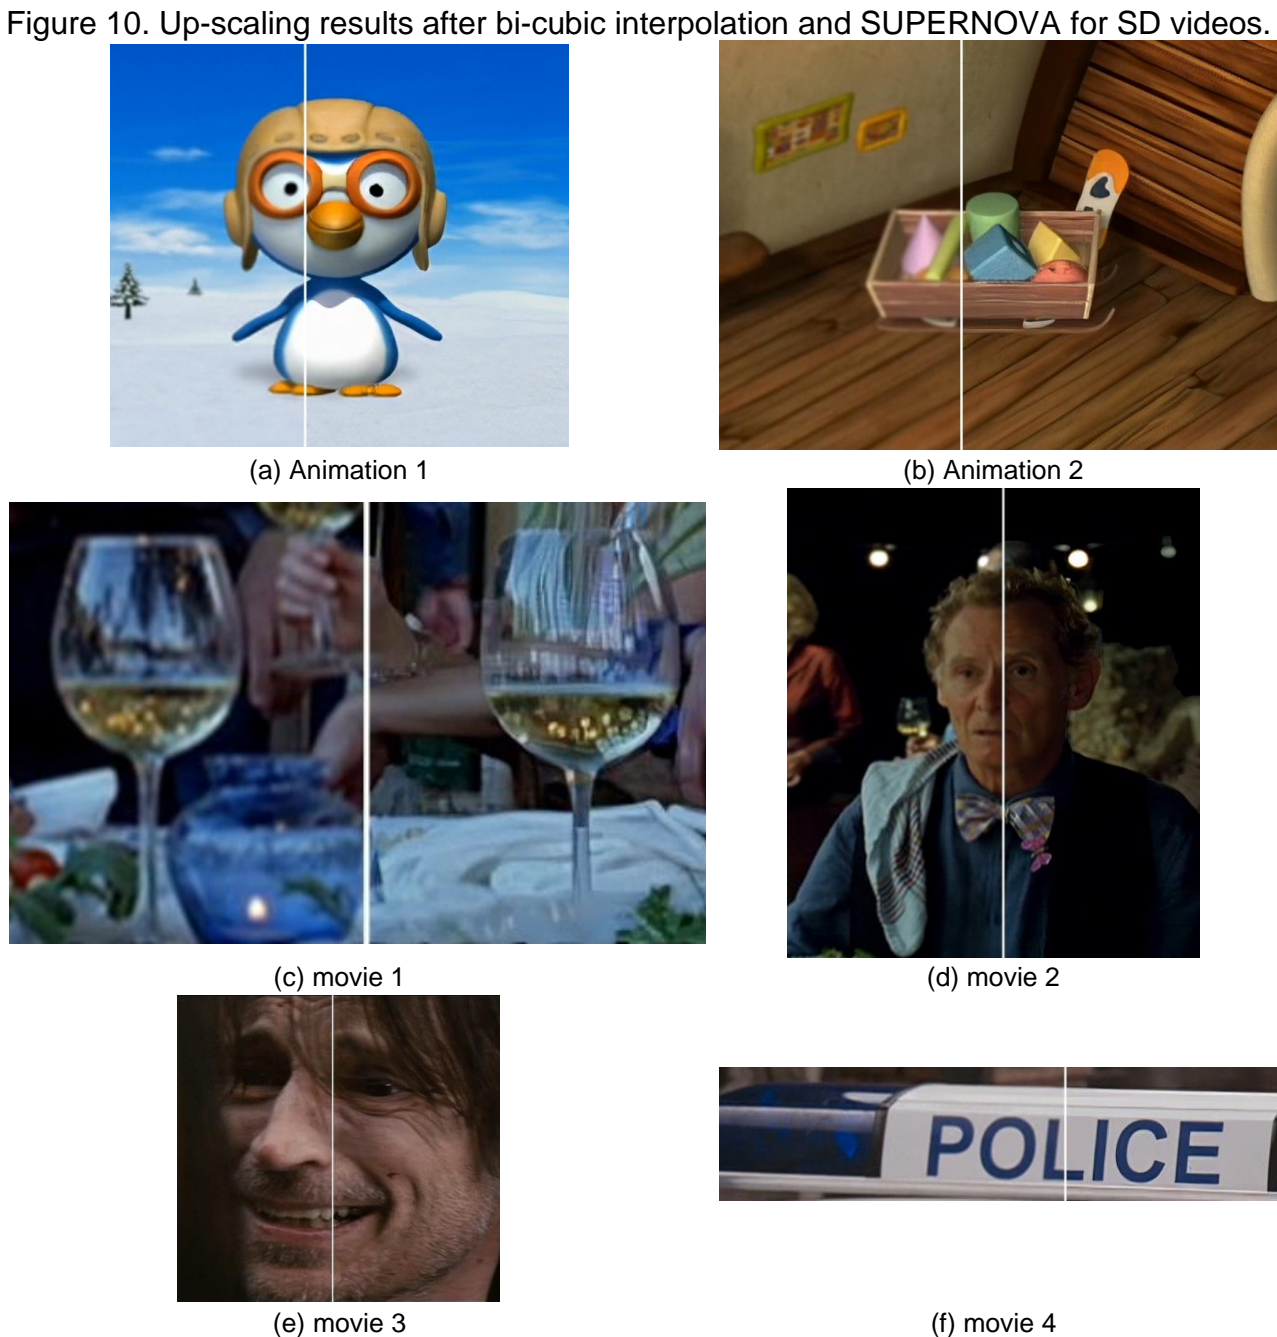 Figure 10. Up-scaling results after bi-cubic interpolation and SUPERNOVA for SD videos.
(a) Animation 1
(b) Animation 2
(c) movie 1
(d) movie 2
POLICE
(e) movie 3
(f) movie 4